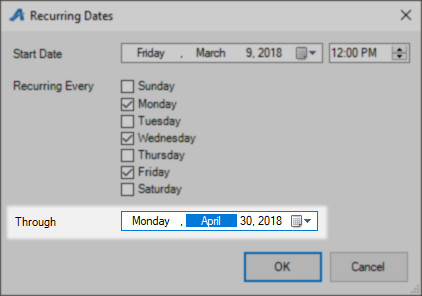 Recurring Dates
Start Date Friday , March 9, 2018 12:00 PM
Recurring Every Sunday
Monday
Tuesday
Wednesday
Thursday
Friday
Saturday
Through Monday , April 30, 2018
OK Cancel